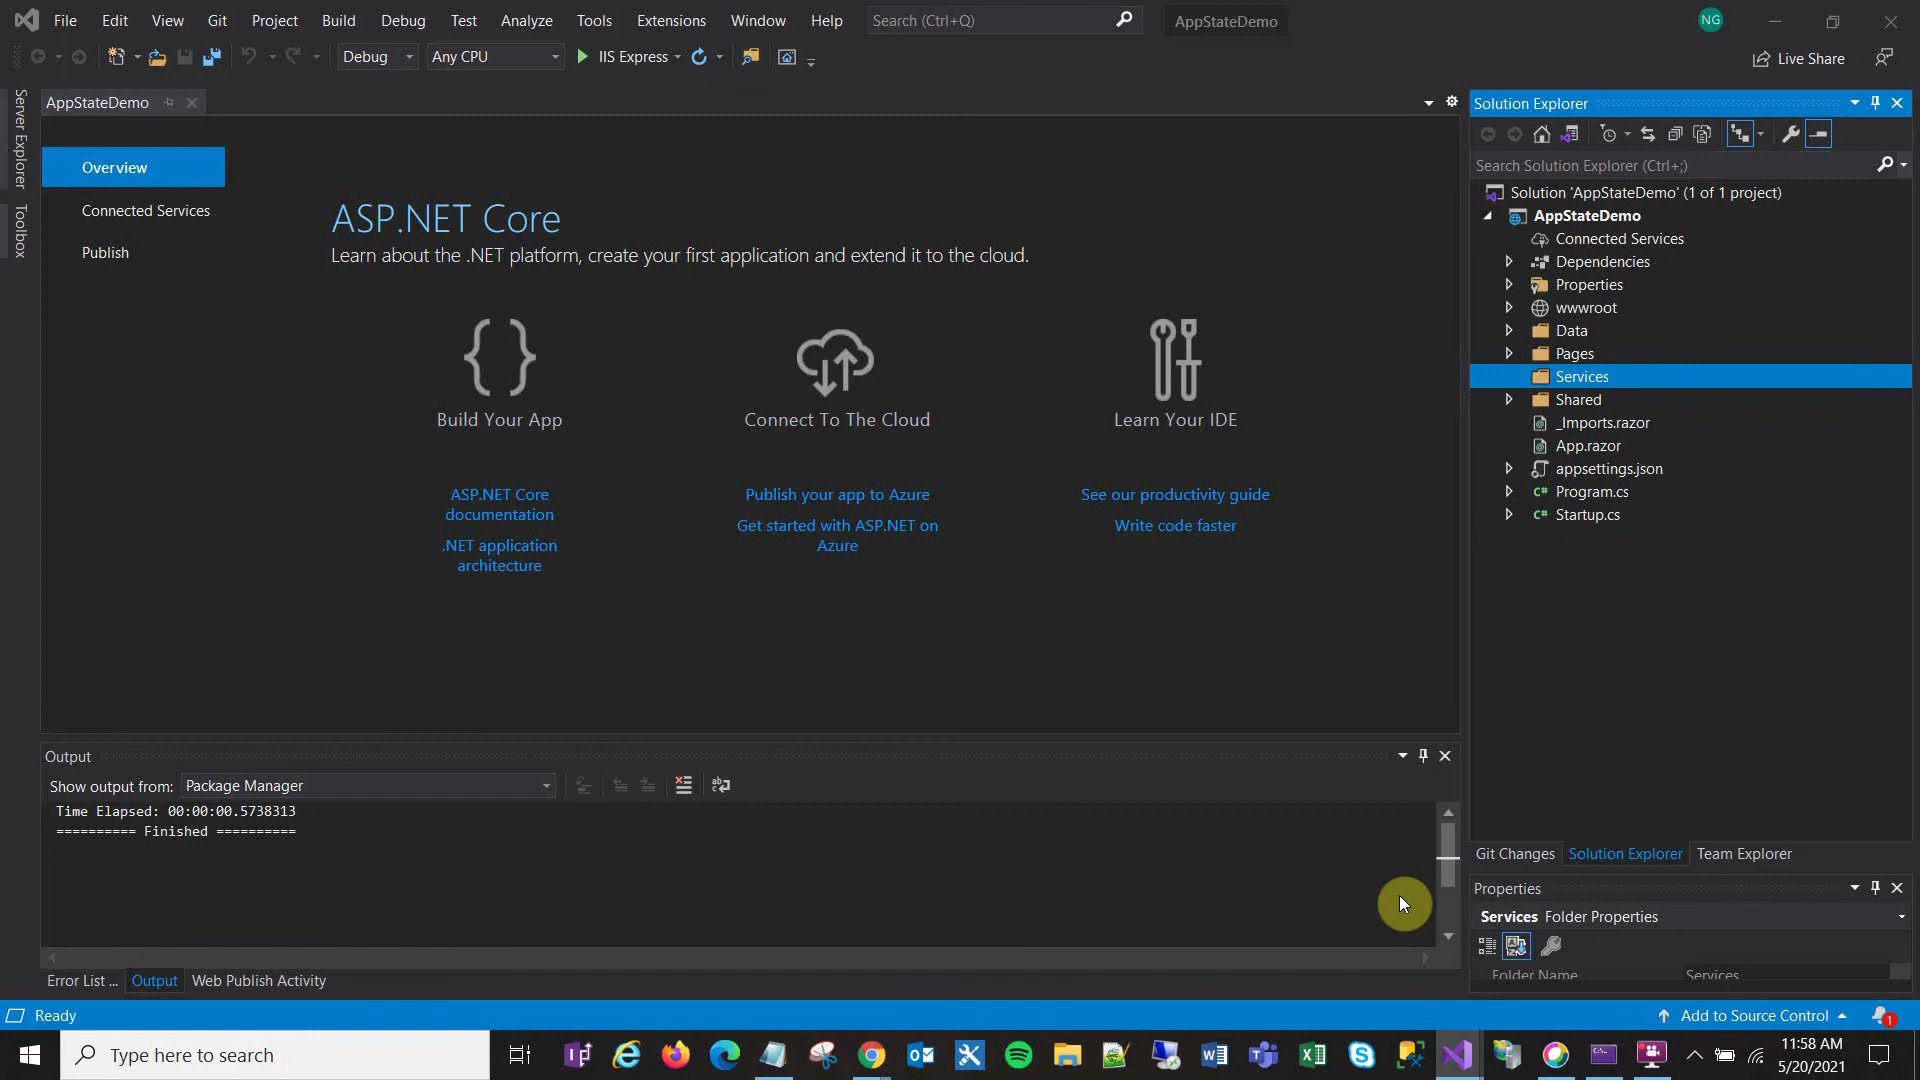 File Edit View Git Project Build Debug Test Analyze Tools Extensions Window Help Search (Ctrl+Q) AppStateDemo NG
Debug Any CPU IIS Express Live Share
Server Explorer
Toolbox
AppStateDemo
Overview
Connected Services
Publish
ASP.NET Core
Learn about the .NET platform, create your first application and extend it to the cloud.
Build Your App
Connect To The Cloud
Learn Your IDE
ASP.NET Core
documentation
.NET application
architecture
Publish your app to Azure
Get started with ASP.NET on
Azure
See our productivity guide
Write code faster
Output
Show output from: Package Manager
Time Elapsed: 00:00:00.5738313
========== Finished ==========
Error List ... Output Web Publish Activity
Solution Explorer
Search Solution Explorer (Ctrl+;)
Solution 'AppStateDemo' (1 of 1 project)
AppStateDemo
Connected Services
Dependencies
Properties
wwwroot
Data
Pages
Services
Shared
_Imports.razor
App.razor
appsettings.json
C# Program.cs
C# Startup.cs
Git Changes Solution Explorer Team Explorer
Properties
Services Folder Properties
Folder Name Services
Ready Add to Source Control 1
Type here to search
11:58 AM
5/20/2021